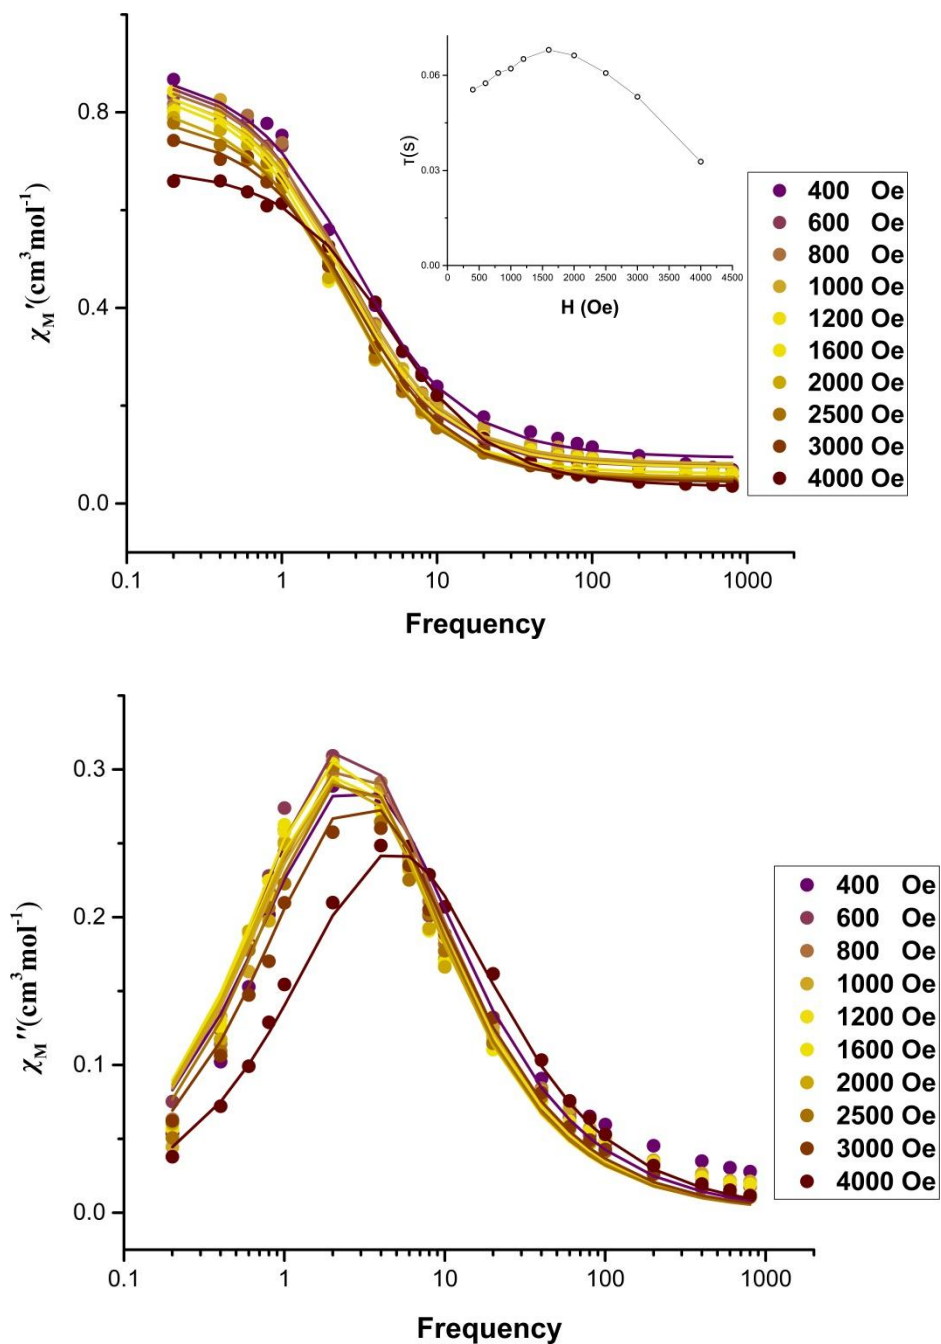 χM′(cm³mol⁻¹)
0.8
0.4
0.0
0.1
1
10
100
1000
Frequency
τ(s)
0.06
0.03
0.00
0
500
1000
1500
2000
2500
3000
3500
4000
4500
H (Oe)
400 Oe
600 Oe
800 Oe
1000 Oe
1200 Oe
1600 Oe
2000 Oe
2500 Oe
3000 Oe
4000 Oe
χM′′(cm³mol⁻¹)
0.3
0.2
0.1
0.0
0.1
1
10
100
1000
Frequency
400 Oe
600 Oe
800 Oe
1000 Oe
1200 Oe
1600 Oe
2000 Oe
2500 Oe
3000 Oe
4000 Oe